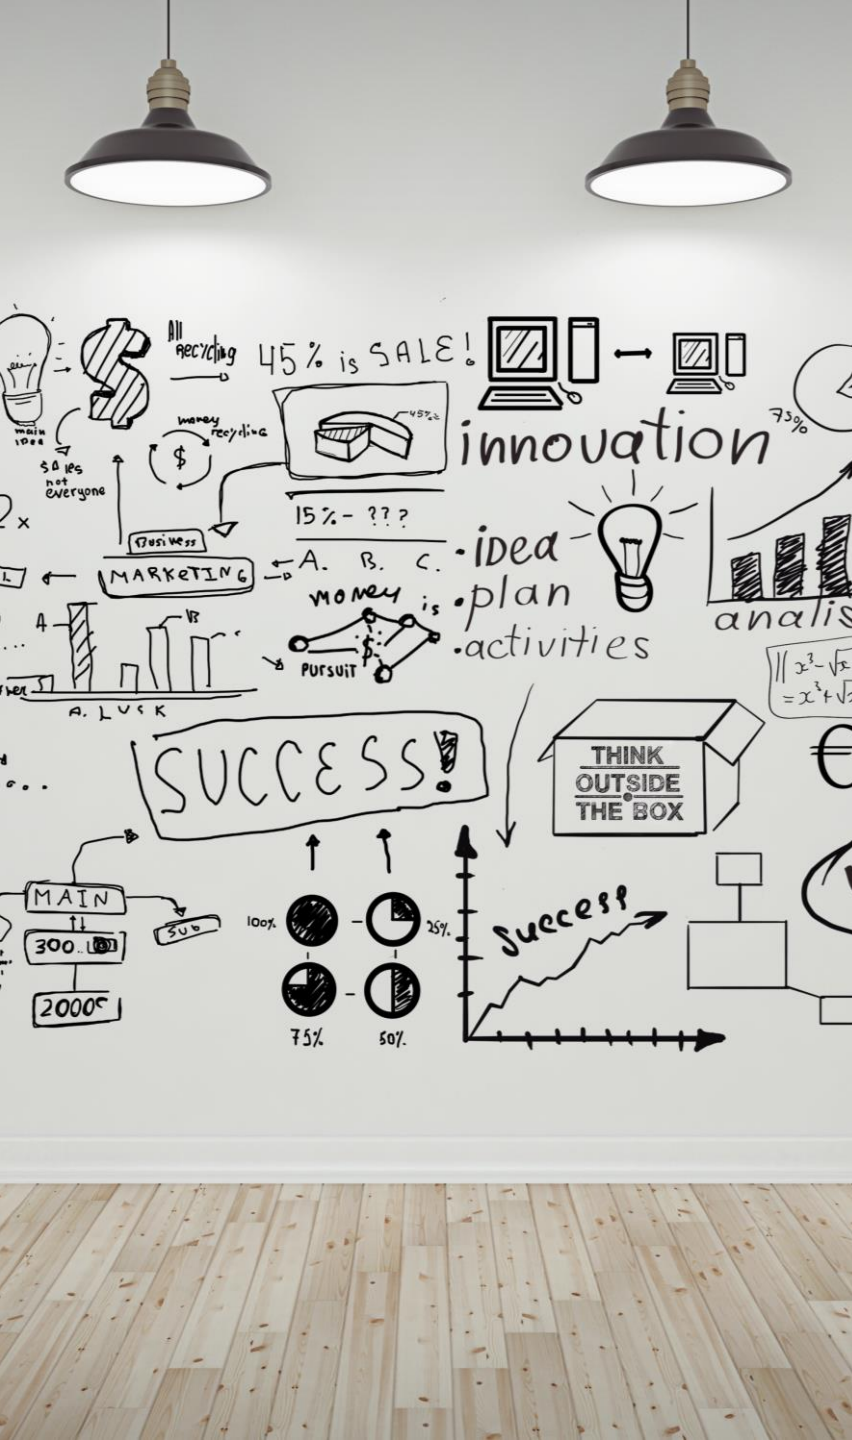 All
Recycling
45% is SALE!
main
idea
money
recycling
45%
$
innovation
75%
sales
not
everyone
15% - ???
Business
MARKETING
A. B. C.
• idea
• plan
• activities
money is
$
pursuit
A
B
c
A. LUCK
analis
SUCCESS!
THINK
OUTSIDE
THE BOX
MAIN
sub
300..
2000
100%
25%
75%
50%
success